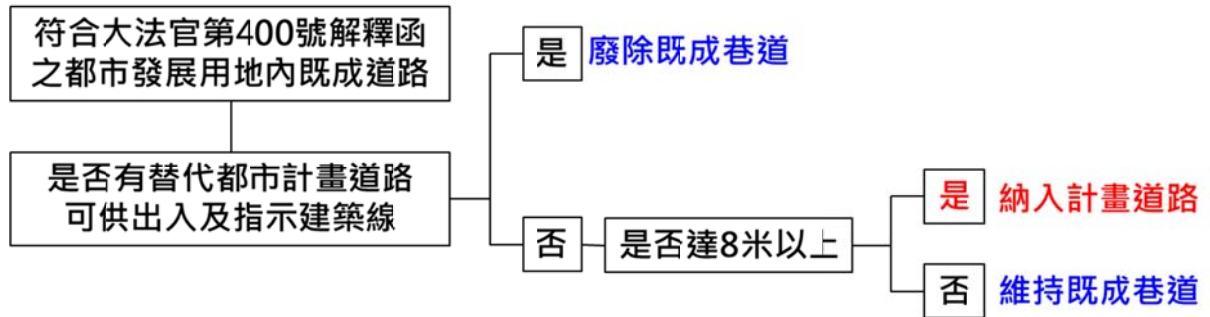 符合大法官第400號解釋函
之都市發展用地內既成道路
是否有替代都市計畫道路
可供出入及指示建築線
是
廢除既成巷道
否
是否達8米以上
是
納入計畫道路
否
維持既成巷道